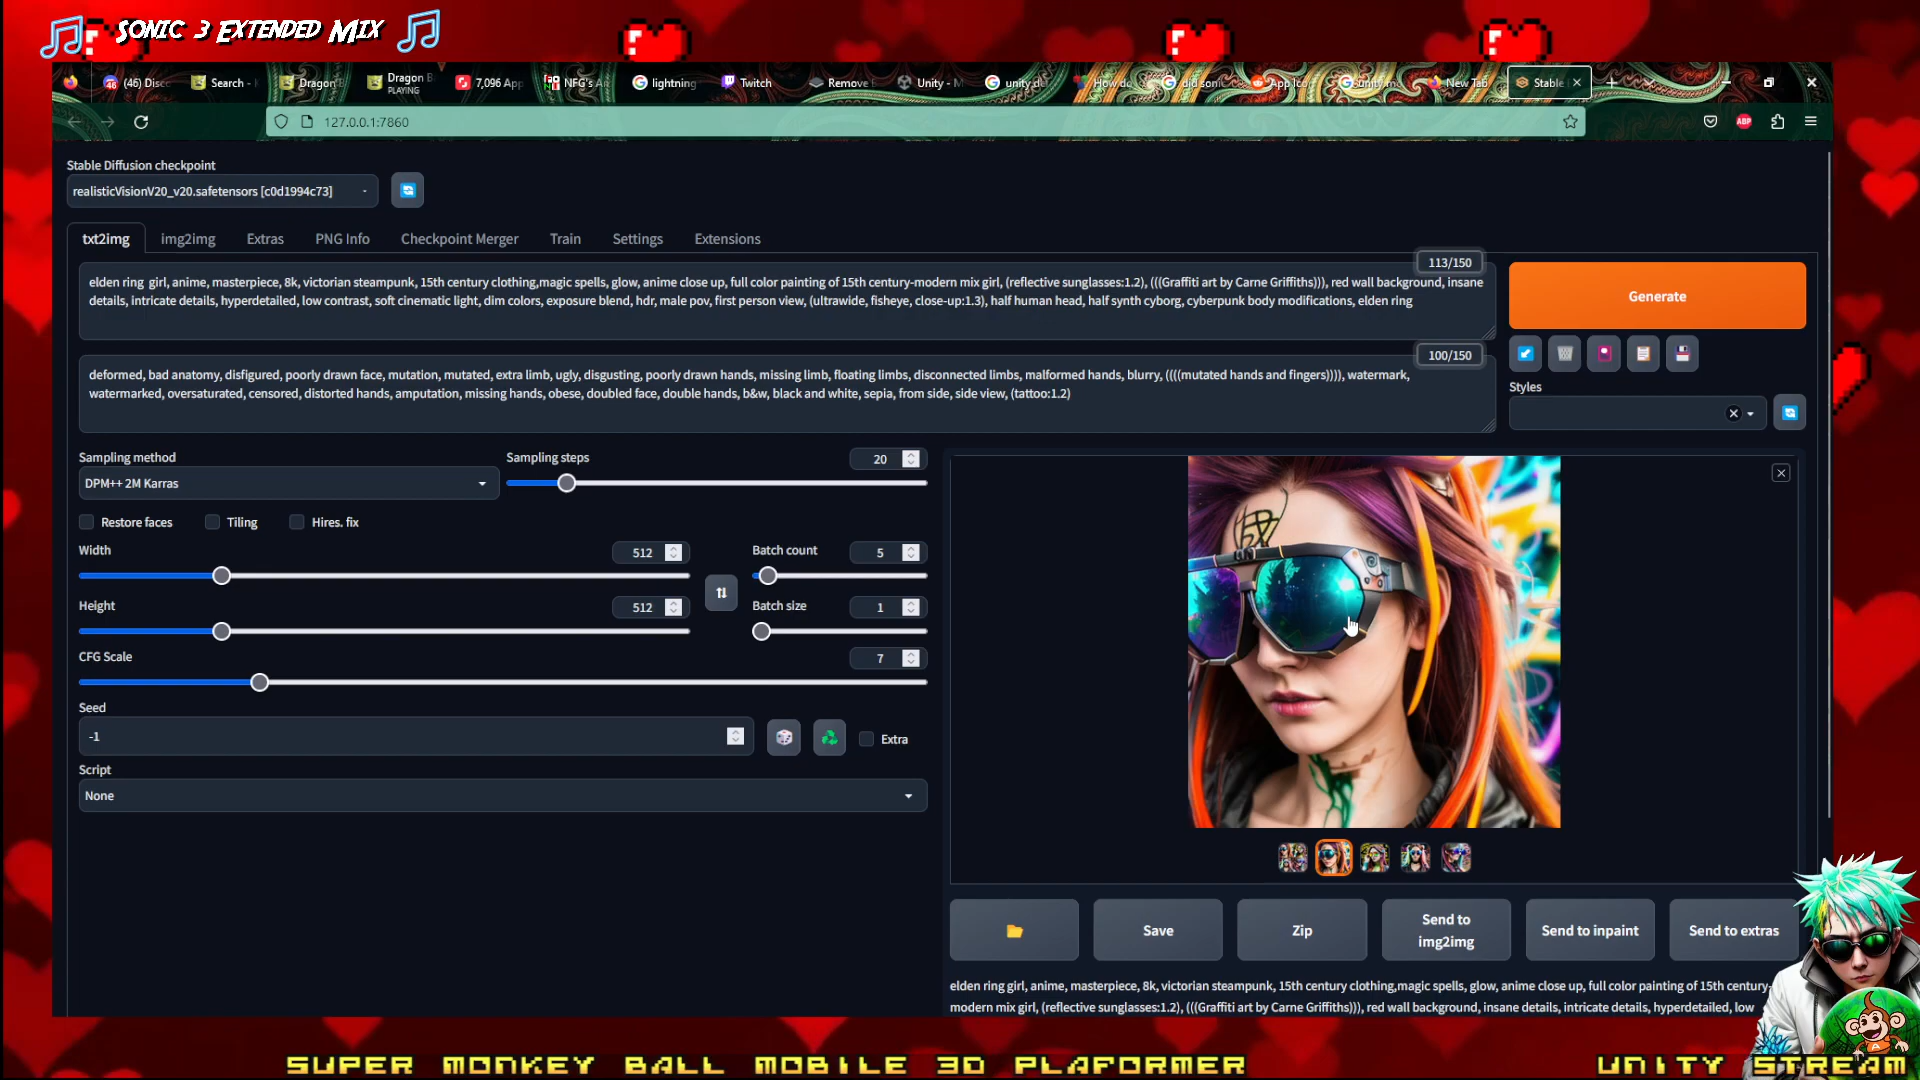 Sonic 3 Extended Mix
(46) Disc
Search -
Dragon
Dragon B
PLAYING
7,096 App
NFG's Ar
lightning
Twitch
Remove
Unity - M
unity de
How do
did soni
App Ico
unity m
New Tab
Stable
127.0.0.1:7860
ABP
Stable Diffusion checkpoint
realisticVisionV20_v20.safetensors [c0d1994c73]
txt2img
img2img
Extras
PNG Info
Checkpoint Merger
Train
Settings
Extensions
113/150
elden ring girl, anime, masterpiece, 8k, victorian steampunk, 15th century clothing,magic spells, glow, anime close up, full color painting of 15th century-modern mix girl, (reflective sunglasses:1.2), (((Graffiti art by Carne Griffiths))), red wall background, insane
details, intricate details, hyperdetailed, low contrast, soft cinematic light, dim colors, exposure blend, hdr, male pov, first person view, (ultrawide, fisheye, close-up:1.3), half human head, half synth cyborg, cyberpunk body modifications, elden ring
Generate
100/150
deformed, bad anatomy, disfigured, poorly drawn face, mutation, mutated, extra limb, ugly, disgusting, poorly drawn hands, missing limb, floating limbs, disconnected limbs, malformed hands, blurry, ((((mutated hands and fingers)))), watermark,
watermarked, oversaturated, censored, distorted hands, amputation, missing hands, obese, doubled face, double hands, b&w, black and white, sepia, from side, side view, (tattoo:1.2)
Styles
Sampling method
DPM++ 2M Karras
Sampling steps
20
Restore faces
Tiling
Hires. fix
Width
512
Batch count
5
Height
512
Batch size
1
CFG Scale
7
Seed
-1
Extra
Script
None
Save
Zip
Send to
img2img
Send to inpaint
Send to extras
elden ring girl, anime, masterpiece, 8k, victorian steampunk, 15th century clothing,magic spells, glow, anime close up, full color painting of 15th century-
modern mix girl, (reflective sunglasses:1.2), (((Graffiti art by Carne Griffiths))), red wall background, insane details, intricate details, hyperdetailed, low
SUPER MONKEY BALL MOBILE 3D PLAFORMER
UNITY STREAM